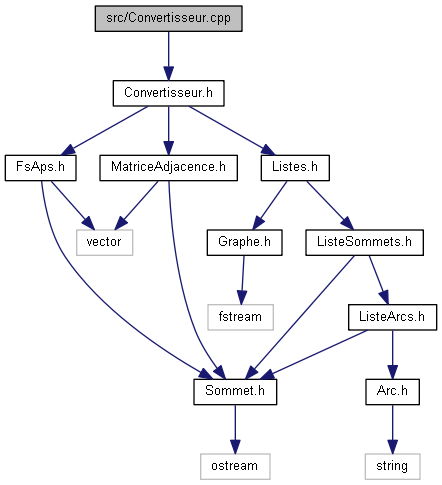 src/Convertisseur.cpp
Convertisseur.h
FsAps.h
MatriceAdjacence.h
Listes.h
vector
Graphe.h
ListeSommets.h
fstream
ListeArcs.h
Sommet.h
Arc.h
ostream
string